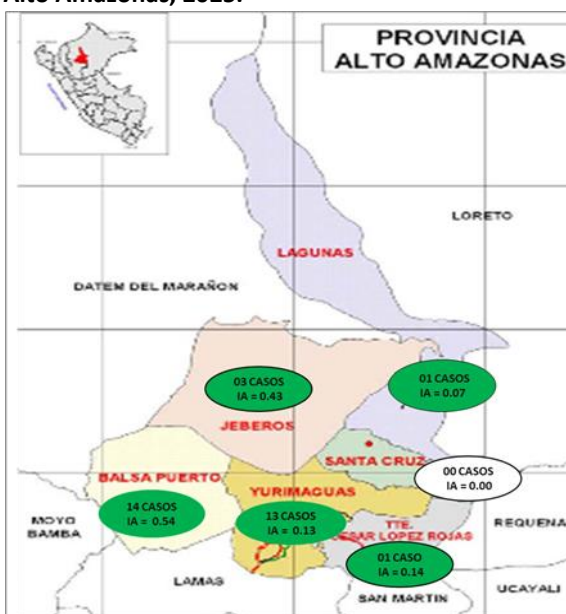 Alto Amazonas, 2025.
PROVINCIA
ALTO AMAZONAS
LORETO
LAGUNAS
DATEM DEL MARAÑON
03 CASOS
IA = 0.43
01 CASOS
IA = 0.07
JEBEROS
SANTA CRUZ
00 CASOS
IA = 0.00
BALSA PUERTO
YURIMAGUAS
14 CASOS
IA = 0.54
13 CASOS
IA = 0.13
MOYO
BAMBA
TTE.
CESAR LOPEZ ROJAS
REQUENA
01 CASO
IA = 0.14
LAMAS
UCAYALI
SAN MARTIN